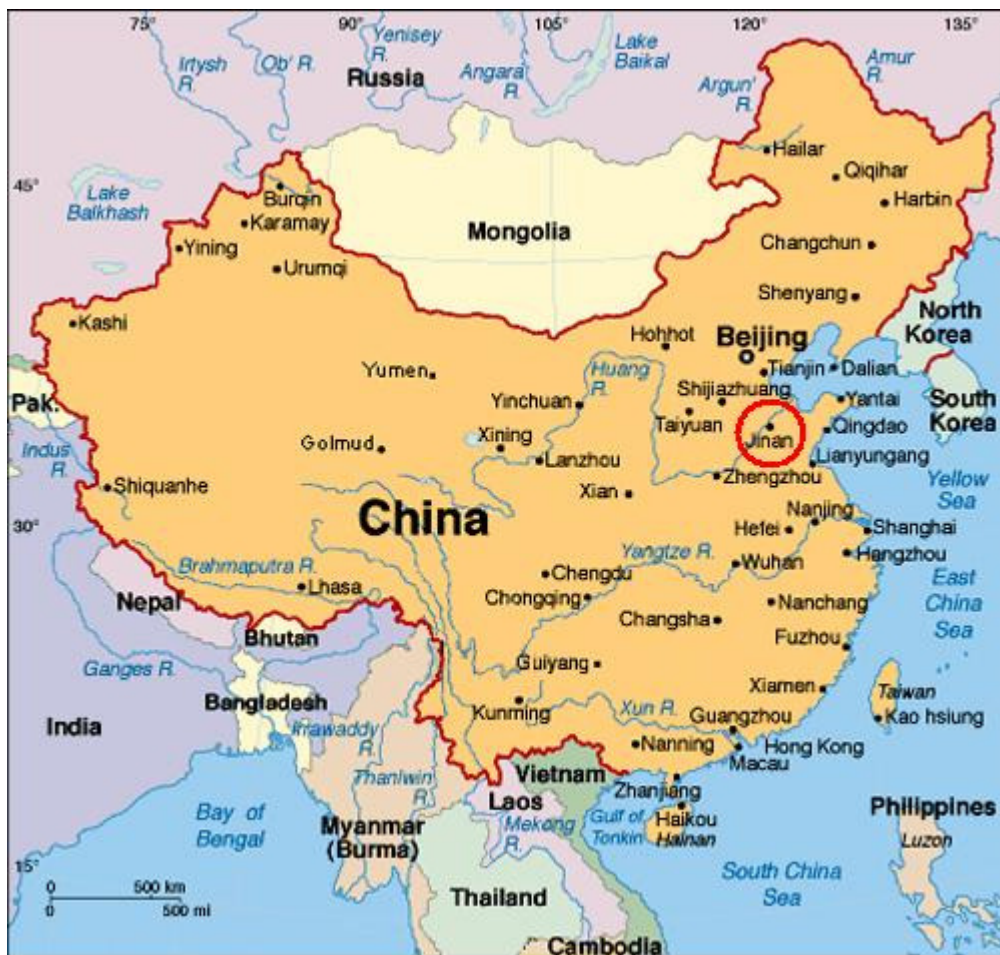 75°
90°
105°
120°
135°
Irtysh
R.
Ob' R.
Yenisey
R.
Russia
Angara
R.
Lake
Baikal
Argun'
R.
Amur
R.
45°
Lake
Balkhash
Burqin
Karamay
Yining
Urumqi
Kashi
Mongolia
Hailar
Qiqihar
Harbin
Changchun
Shenyang
North
Korea
Hohhot
Beijing
Tianjin
Dalian
Yumen
Huang
R.
Shijiazhuang
Yantai
South
Korea
Pak.
Yinchuan
Taiyuan
Jinan
Qingdao
Indus
R.
Golmud
Xining
Lanzhou
Lianyungang
Shiquanhe
Xian
Zhengzhou
Yellow
Sea
China
Nanjing
30°
Hefei
Shanghai
Brahmaputra R.
Yangtze R.
Wuhan
Hangzhou
Lhasa
Chengdu
Nepal
Chongqing
Nanchang
East
China
Sea
Bhutan
Changsha
Fuzhou
Ganges R.
Guiyang
Bangladesh
Xiamen
Taiwan
India
Kunming
Xun R.
Guangzhou
Kao hsiung
Irrawaddy
R.
Nanning
Hong Kong
Macau
Thanlwin
R.
Vietnam
Laos
Zhanjiang
Bay of
Bengal
Myanmar
(Burma)
Mekong
R.
Gulf of
Tonkin
Haikou
Hainan
Philippines
Luzon
15°
South China
Sea
0 500 km
0 500 mi
Thailand
Cambodia